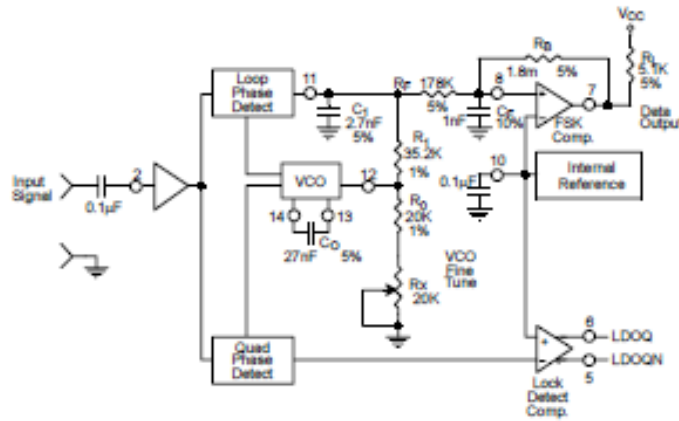 VCC
RB
1.8m 5%
RL
5.1K
5%
Loop
Phase
Detect
11
RF
178K
5%
8
7
C1
2.7nF
5%
1nF
CF
10%
FSK
Comp.
Data
Output
R1
35.2K
1%
Input
Signal
0.1µF
2
VCO
12
14
13
27nF
CO
5%
R0
20K
1%
10
0.1µF
Internal
Reference
VCO
Fine
Tune
Rx
20K
Quad
Phase
Detect
+
−
6
LDOQ
LDOQN
5
Lock
Detect
Comp.